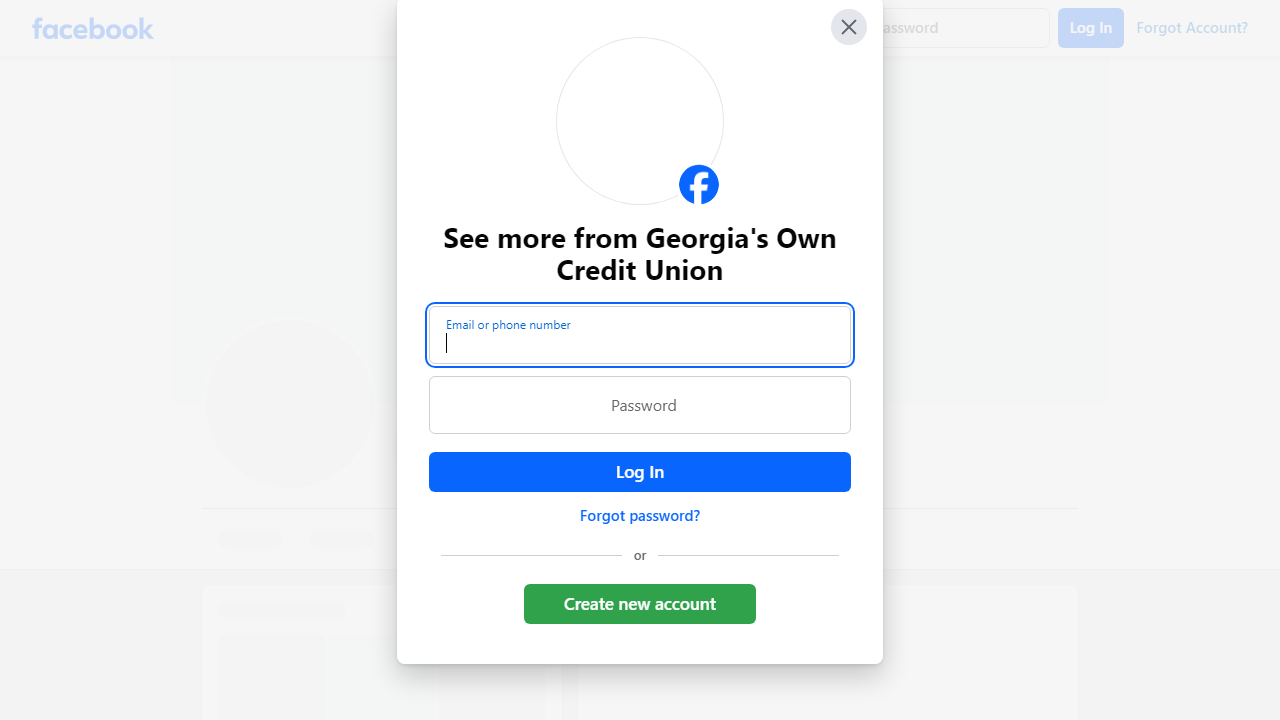 facebook
assword
Log In
Forgot Account?
See more from Georgia's Own
Credit Union
Email or phone number
Password
Log In
Forgot password?
or
Create new account